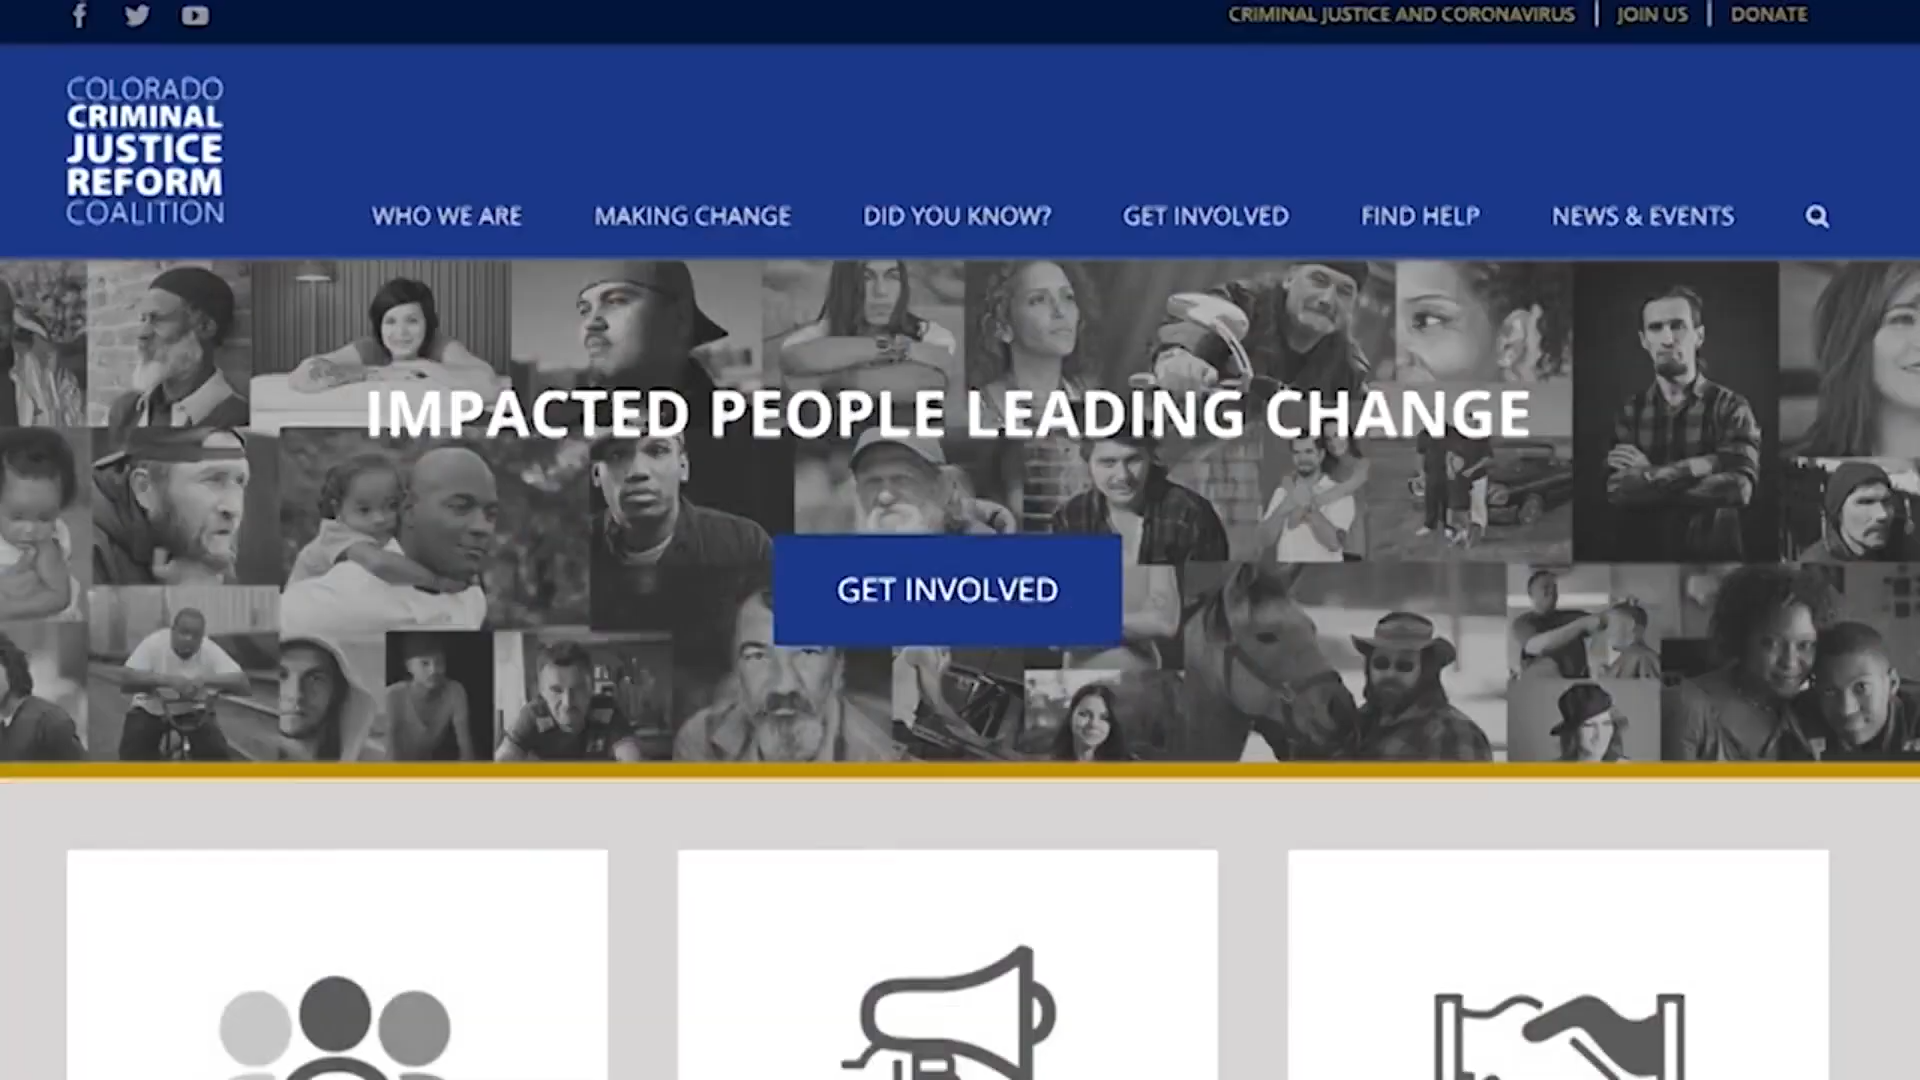 CRIMINAL JUSTICE AND CORONAVIRUS | JOIN US | DONATE
COLORADO
CRIMINAL
JUSTICE
REFORM
COALITION
WHO WE ARE MAKING CHANGE DID YOU KNOW? GET INVOLVED FIND HELP NEWS & EVENTS
IMPACTED PEOPLE LEADING CHANGE
GET INVOLVED